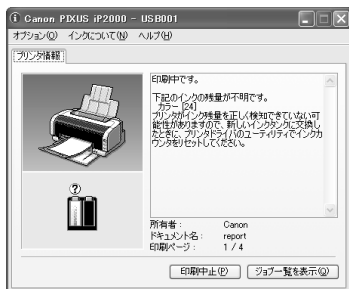 Canon PIXUS iP2000 - USB001
オプション(O) インクについて(N) ヘルプ(H)
プリンタ情報
印刷中です。
下記のインクの残量が不明です。
カラー [24]
プリンタがインク残量を正しく検知できていない可
能性がありますので、新しいインクタンクに交換し
たときに、プリンタドライバのユーティリティでインクカ
ウンタをリセットしてください。
?
所有者: Canon
ドキュメント名: report
印刷ページ: 1 / 4
印刷中止(P) ジョブ一覧を表示(Q)